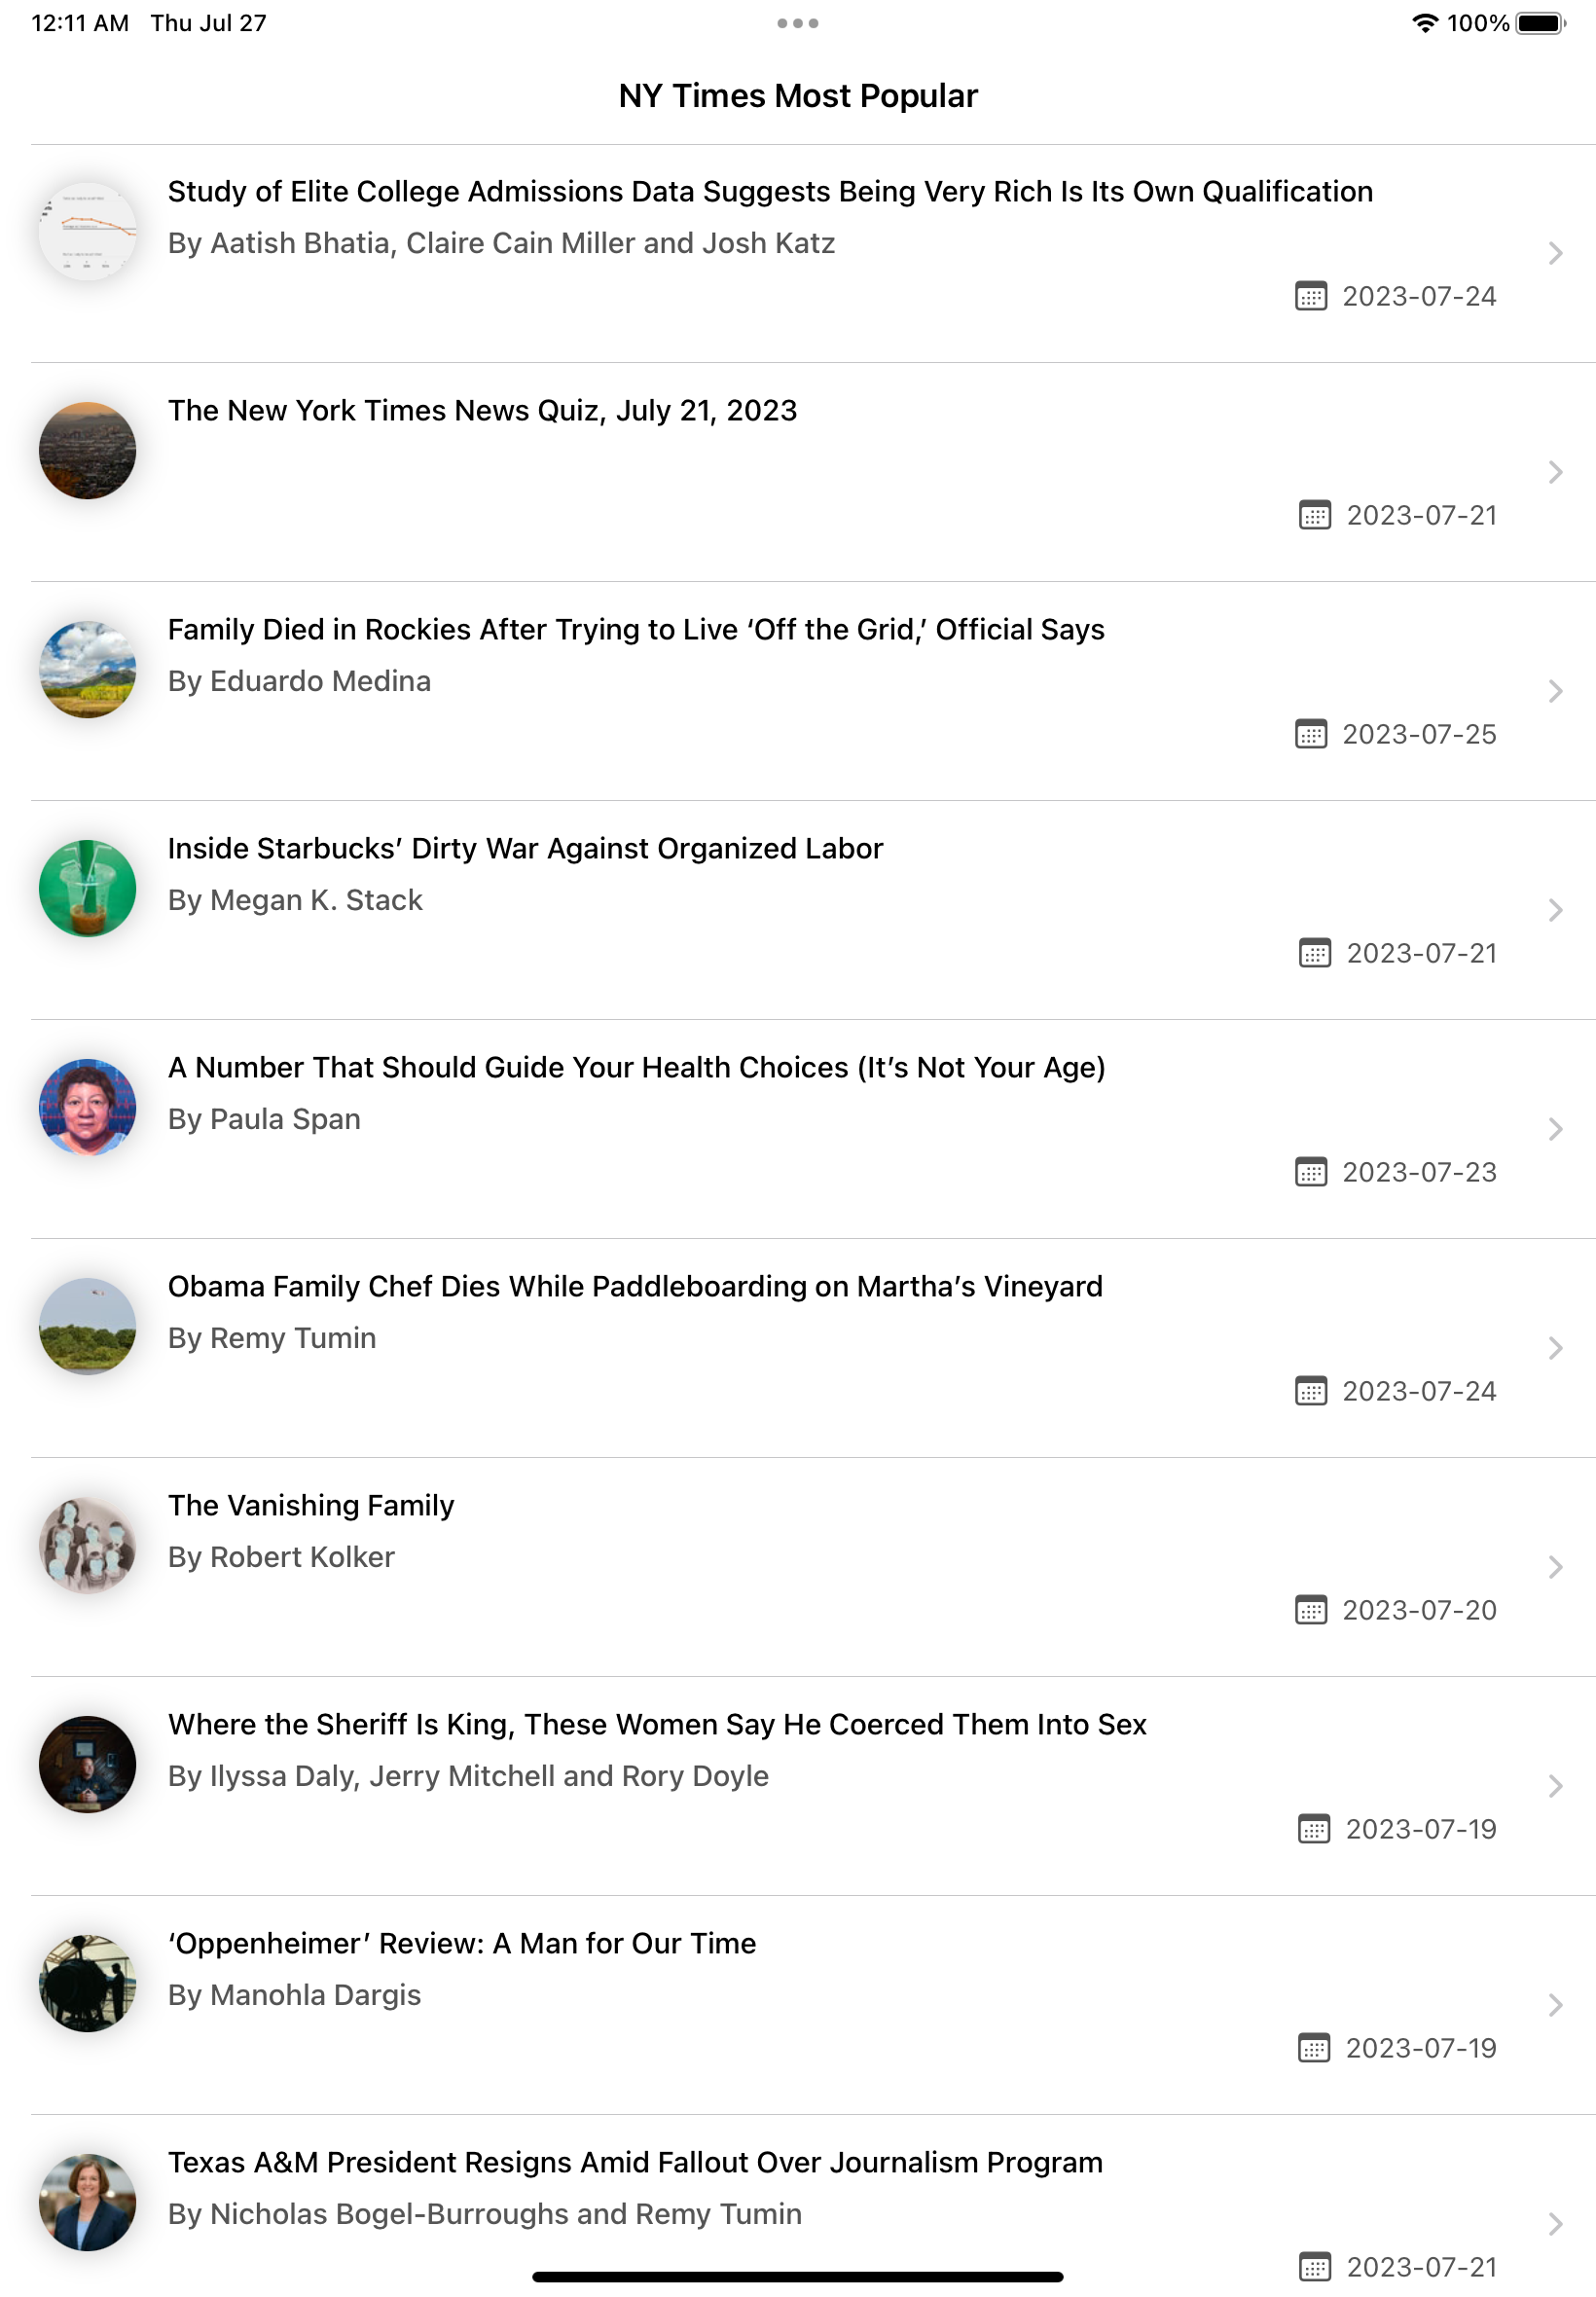 12:11 AM Thu Jul 27
100%
NY Times Most Popular
Study of Elite College Admissions Data Suggests Being Very Rich Is Its Own Qualification
By Aatish Bhatia, Claire Cain Miller and Josh Katz
2023-07-24
The New York Times News Quiz, July 21, 2023
2023-07-21
Family Died in Rockies After Trying to Live ‘Off the Grid,’ Official Says
By Eduardo Medina
2023-07-25
Inside Starbucks’ Dirty War Against Organized Labor
By Megan K. Stack
2023-07-21
A Number That Should Guide Your Health Choices (It’s Not Your Age)
By Paula Span
2023-07-23
Obama Family Chef Dies While Paddleboarding on Martha’s Vineyard
By Remy Tumin
2023-07-24
The Vanishing Family
By Robert Kolker
2023-07-20
Where the Sheriff Is King, These Women Say He Coerced Them Into Sex
By Ilyssa Daly, Jerry Mitchell and Rory Doyle
2023-07-19
‘Oppenheimer’ Review: A Man for Our Time
By Manohla Dargis
2023-07-19
Texas A&M President Resigns Amid Fallout Over Journalism Program
By Nicholas Bogel-Burroughs and Remy Tumin
2023-07-21